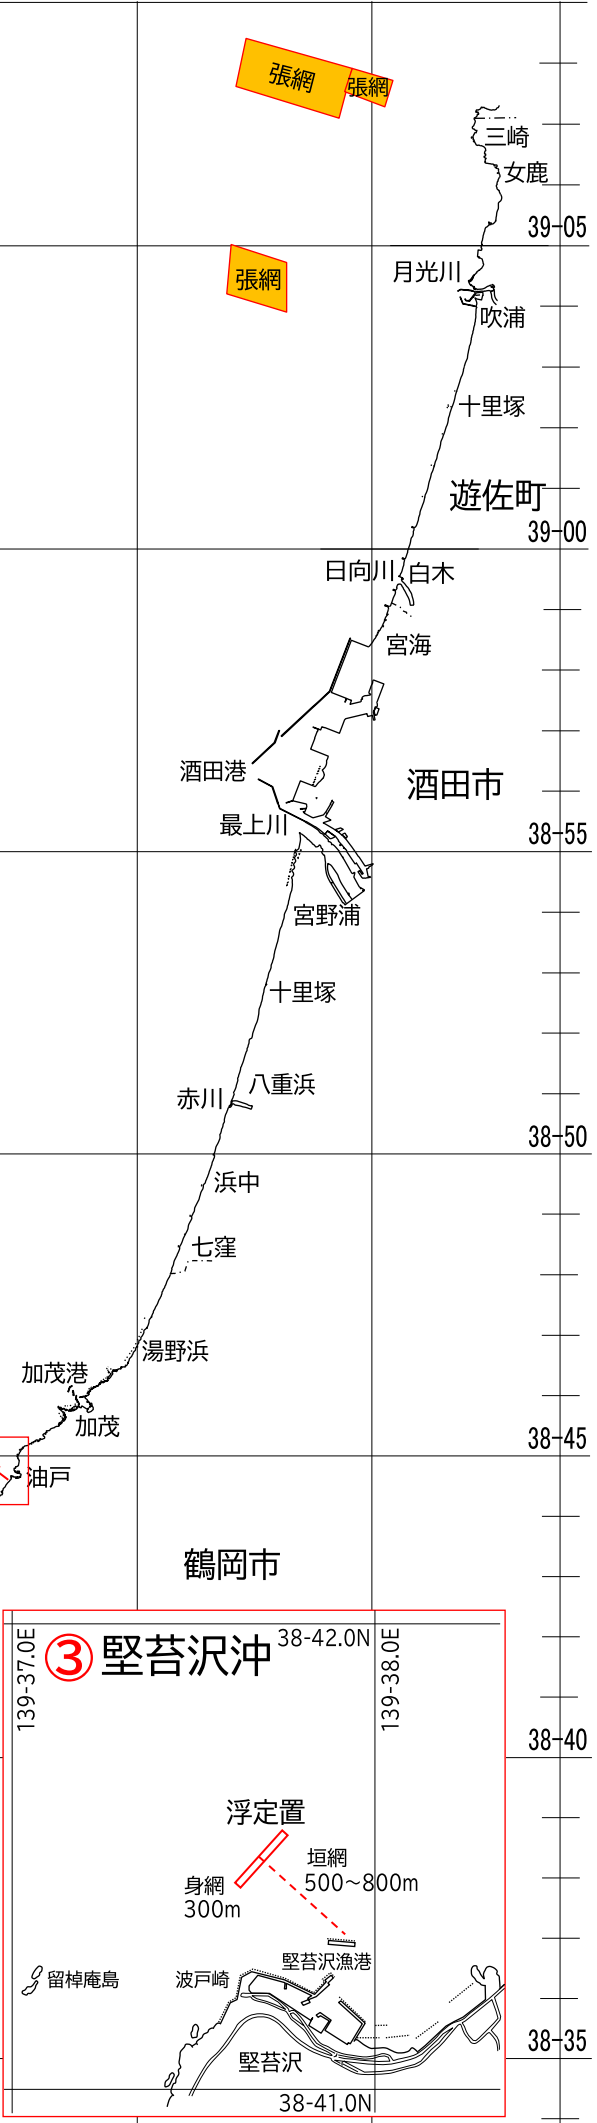 張網
張網
三崎
女鹿
39-05
月光川
張網
吹浦
十里塚
遊佐町
39-00
日向川
白木
宮海
酒田港
酒田市
最上川
38-55
宮野浦
十里塚
八重浜
赤川
38-50
浜中
七窪
湯野浜
加茂港
加茂
38-45
油戸
鶴岡市
139-37.0E
③堅苔沢沖
38-42.0N
139-38.0E
38-40
浮定置
垣網
500~800m
身網
300m
堅苔沢漁港
留棹庵島
波戸崎
38-35
堅苔沢
38-41.0N